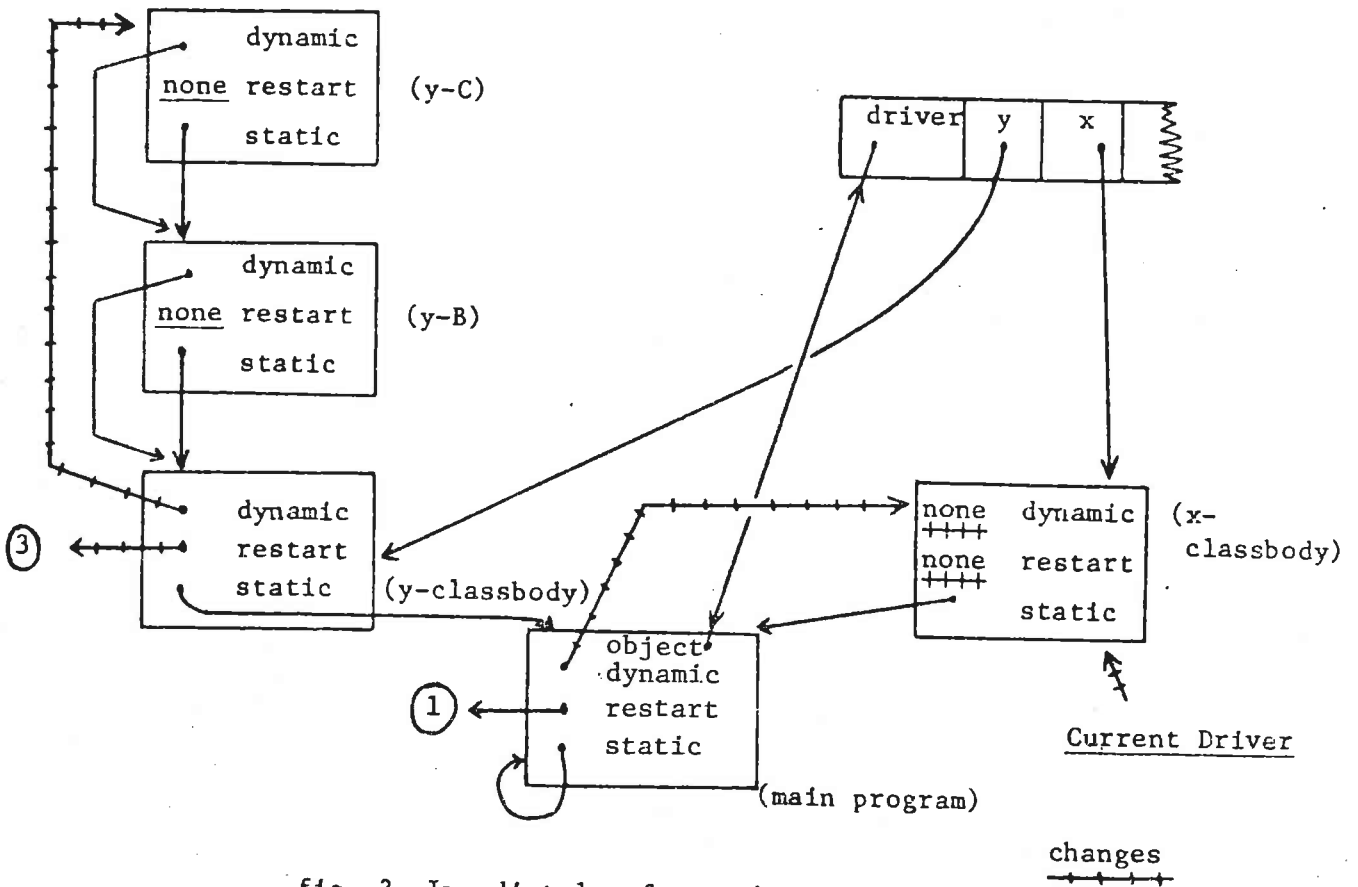 dynamic
none restart
static
(y-C)
driver y x
dynamic
none restart
static
(y-B)
dynamic
restart
static
(y-classbody)
3
none dynamic
none restart
static
(x-
classbody)
object
dynamic
restart
static
1
(main program)
Current Driver
changes